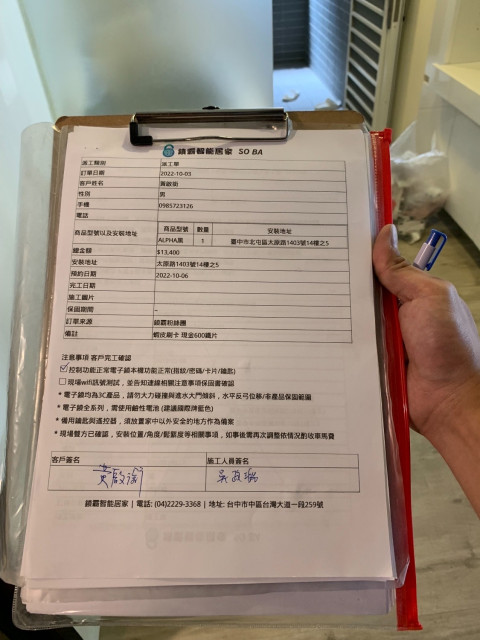 鎖霸智能居家 SO BA
施工類別 施工單
訂單日期 2022-10-03
客戶姓名 黃啟銜
性別 男
手機 0985723126
電話
商品型號以及安裝地址 商品型號 數量 安裝地址
ALPHA黑 1 臺中市北屯區太原路1403號14樓之5
總金額 $13,400
安裝地址 太原路1403號14樓之5
預約日期 2022-10-06
完工日期
施工圖片
保固期間 –
訂單來源 鎖霸粉絲團
備註 蝦皮刷卡 現金600鐵片
注意事項 客戶完工確認
☑控制功能正常電子鎖本機功能正常(指紋/密碼/卡片/鑰匙)
☐現場wifi訊號測試，並告知連線相關注意事項保固書確認
* 電子鎖均為3C產品，請勿大力碰撞與進水大門傾斜，水平反弓位移/非產品保固範圍
* 電子鎖全系列，需使用鹼性電池 (建議國際牌藍色)
* 備用鑰匙與遙控器，須放置家中以外安全的地方作為備案
* 現場雙方已確認，安裝位置/角度/鬆緊度等相關事項，如事後需再次調整依情況酌收車馬費
客戶簽名 施工人員簽名
鎖霸智能居家 | 電話: (04)2229-3368 | 地址: 台中市中區台灣大道一段259號